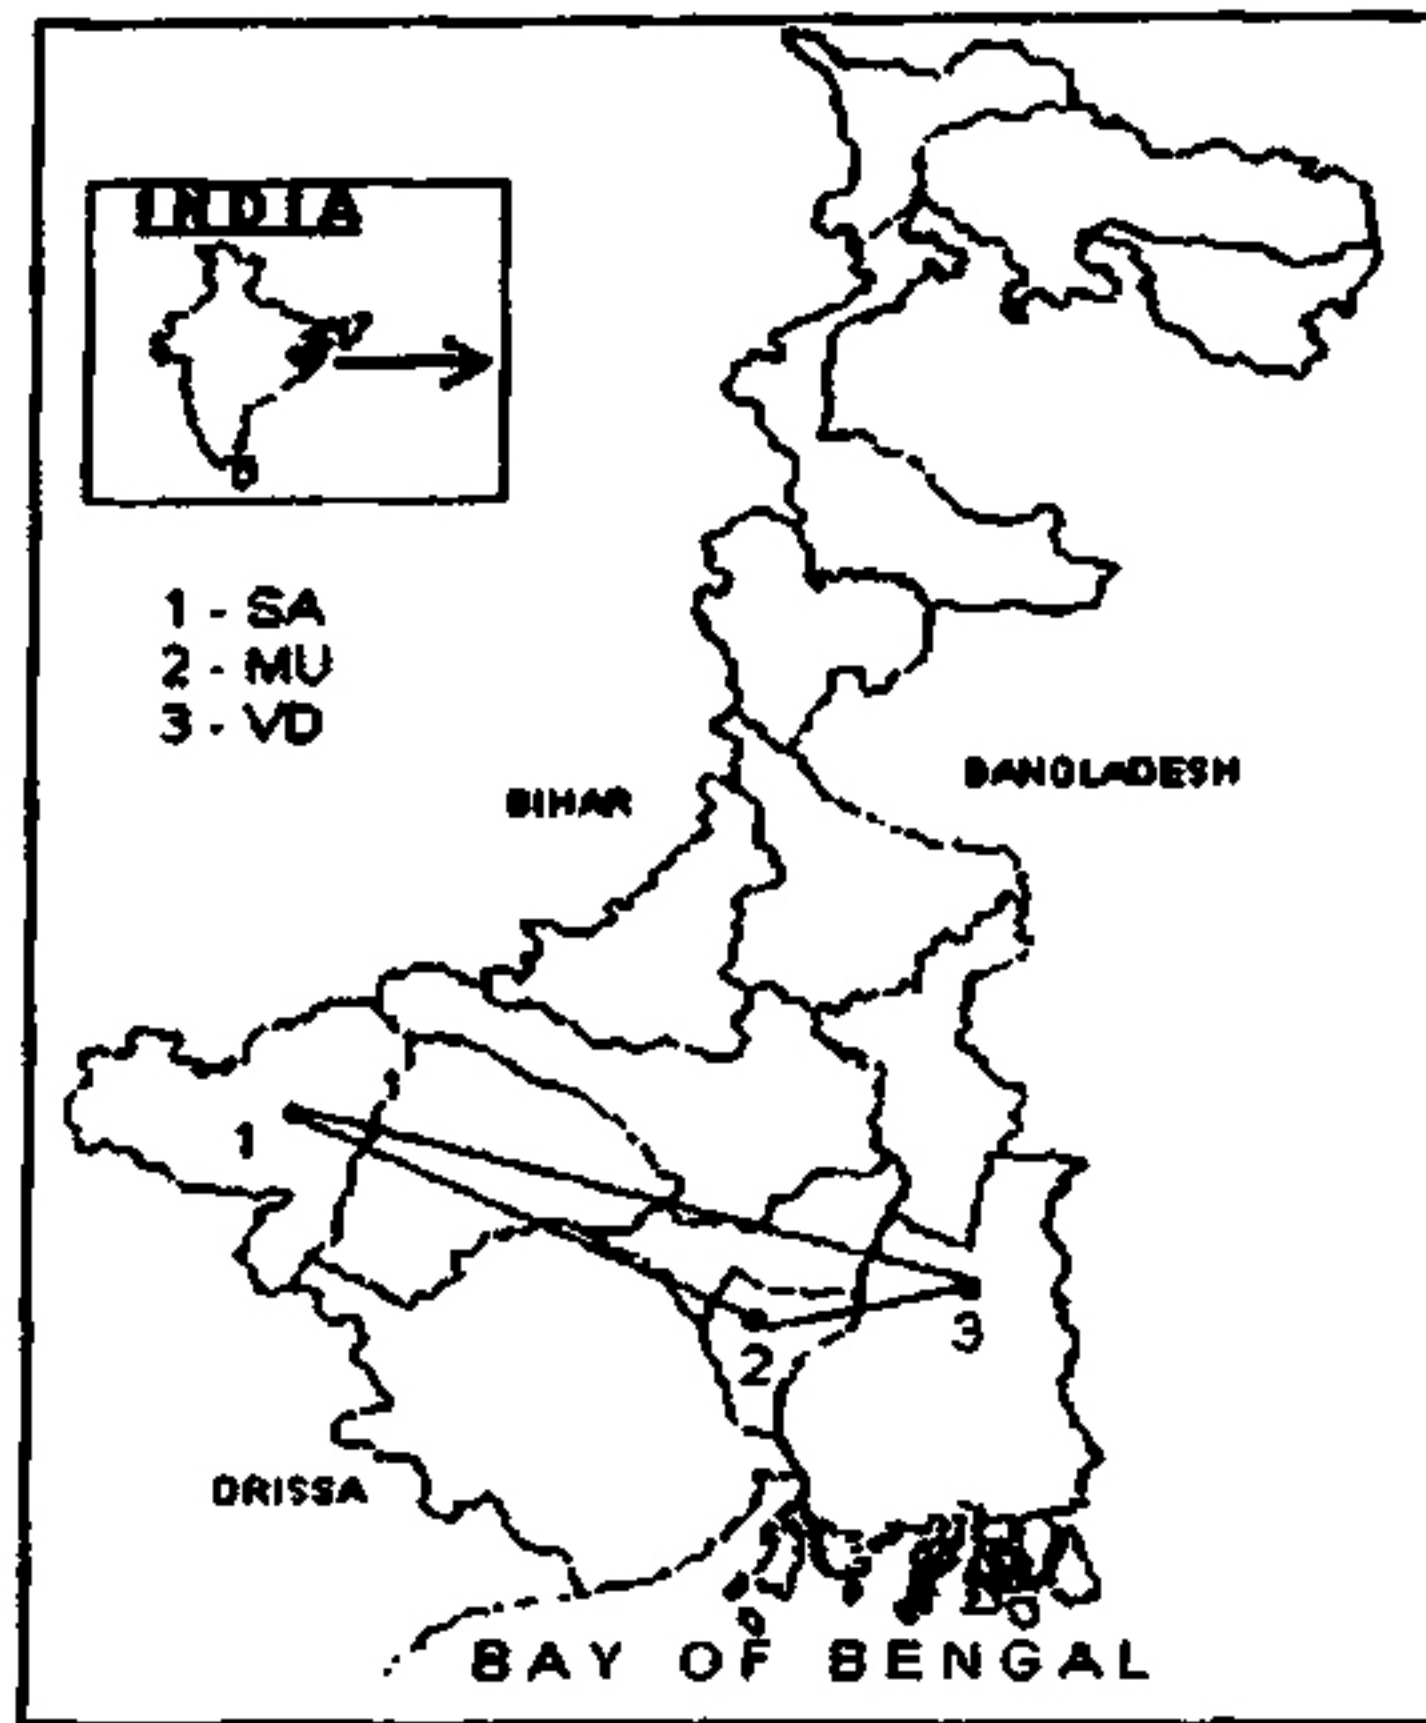 INDIA
1 - SA
2 - MU
3 - VD
BANGLADESH
BIHAR
1
3
2
ORISSA
BAY OF BENGAL